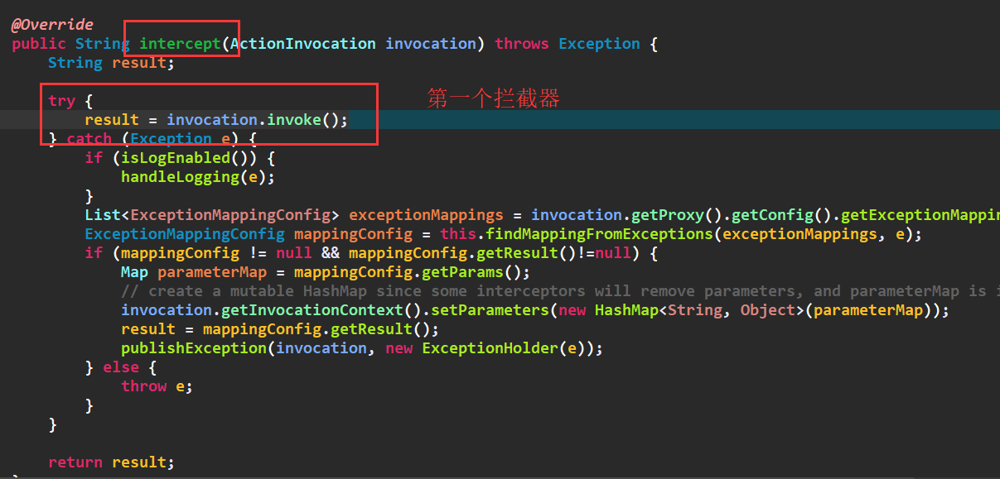 @Override
public String intercept(ActionInvocation invocation) throws Exception {
String result;
try {
第一个拦截器
result = invocation.invoke();
} catch (Exception e) {
if (isLogEnabled()) {
handleLogging(e);
}
List<ExceptionMappingConfig> exceptionMappings = invocation.getProxy().getConfig().getExceptionMappin
ExceptionMappingConfig mappingConfig = this.findMappingFromExceptions(exceptionMappings, e);
if (mappingConfig != null && mappingConfig.getResult()!=null) {
Map parameterMap = mappingConfig.getParams();
// create a mutable HashMap since some interceptors will remove parameters, and parameterMap is i
invocation.getInvocationContext().setParameters(new HashMap<String, Object>(parameterMap));
result = mappingConfig.getResult();
publishException(invocation, new ExceptionHolder(e));
} else {
throw e;
}
}
return result;